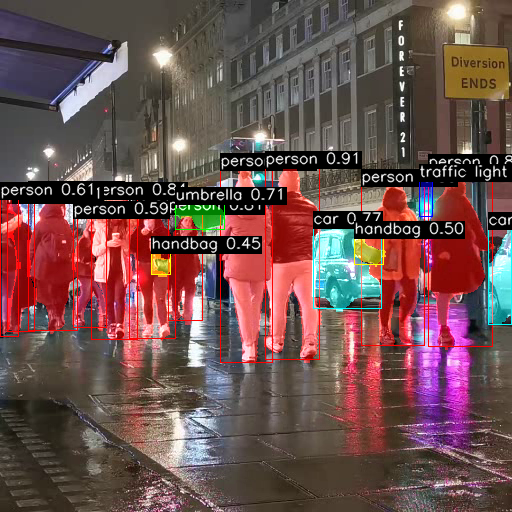 FOREVER 21
Diversion
ENDS
person 0.91
person 0.61
person 0.84
umbrella 0.71
person 0.59
person
traffic light
car 0.77
handbag 0.50
handbag 0.45